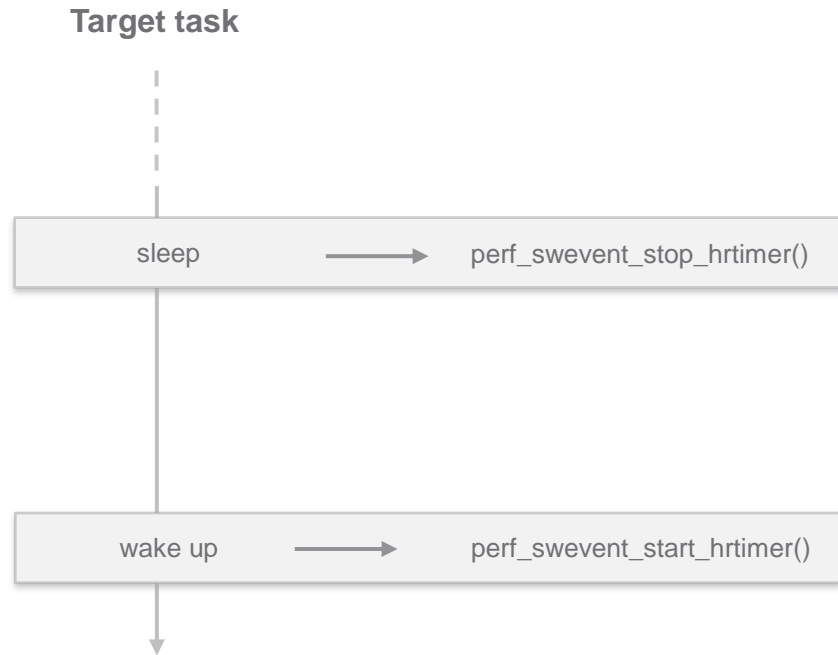 Target task
sleep perf_swevent_stop_hrtimer()
wake up perf_swevent_start_hrtimer()